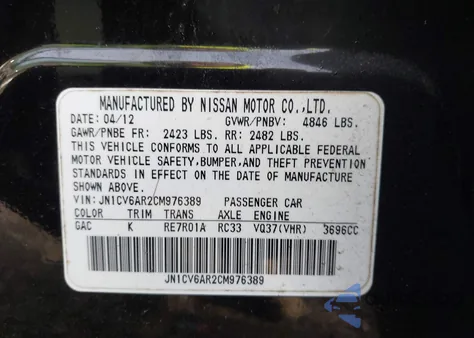 MANUFACTURED BY NISSAN MOTOR CO.,LTD.
DATE: 04/12 GVWR/PNBV: 4846 LBS.
GAWR/PNBE FR: 2423 LBS. RR: 2482 LBS.
THIS VEHICLE CONFORMS TO ALL APPLICABLE FEDERAL
MOTOR VEHICLE SAFETY,BUMPER,AND THEFT PREVENTION
STANDARDS IN EFFECT ON THE DATE OF MANUFACTURE
SHOWN ABOVE.
VIN: JN1CV6AR2CM976389 PASSENGER CAR
COLOR TRIM TRANS AXLE ENGINE
GAC K RE7R01A RC33 VQ37(VHR) 3696CC
JN1CV6AR2CM976389